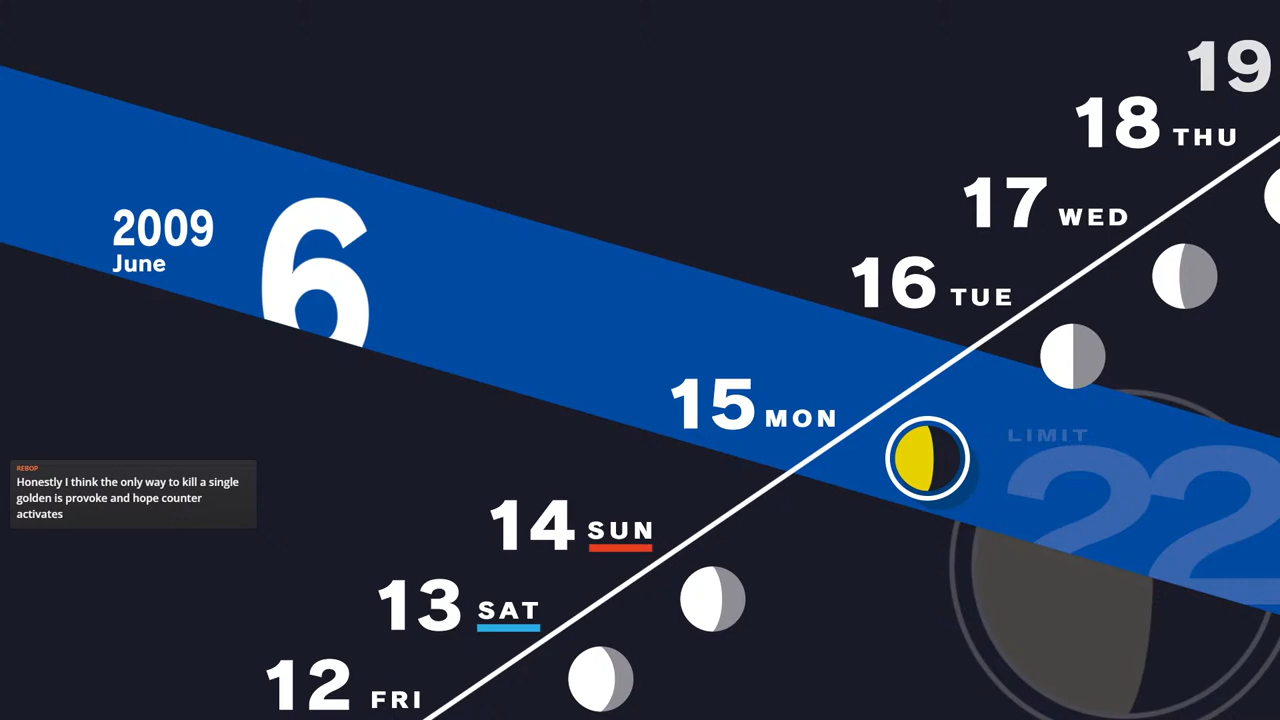 19
18 THU
17 WED
16 TUE
2009
June
6
15 MON
LIMIT
22
REBOP
Honestly I think the only way to kill a single
golden is provoke and hope counter
activates
14 SUN
13 SAT
12 FRI